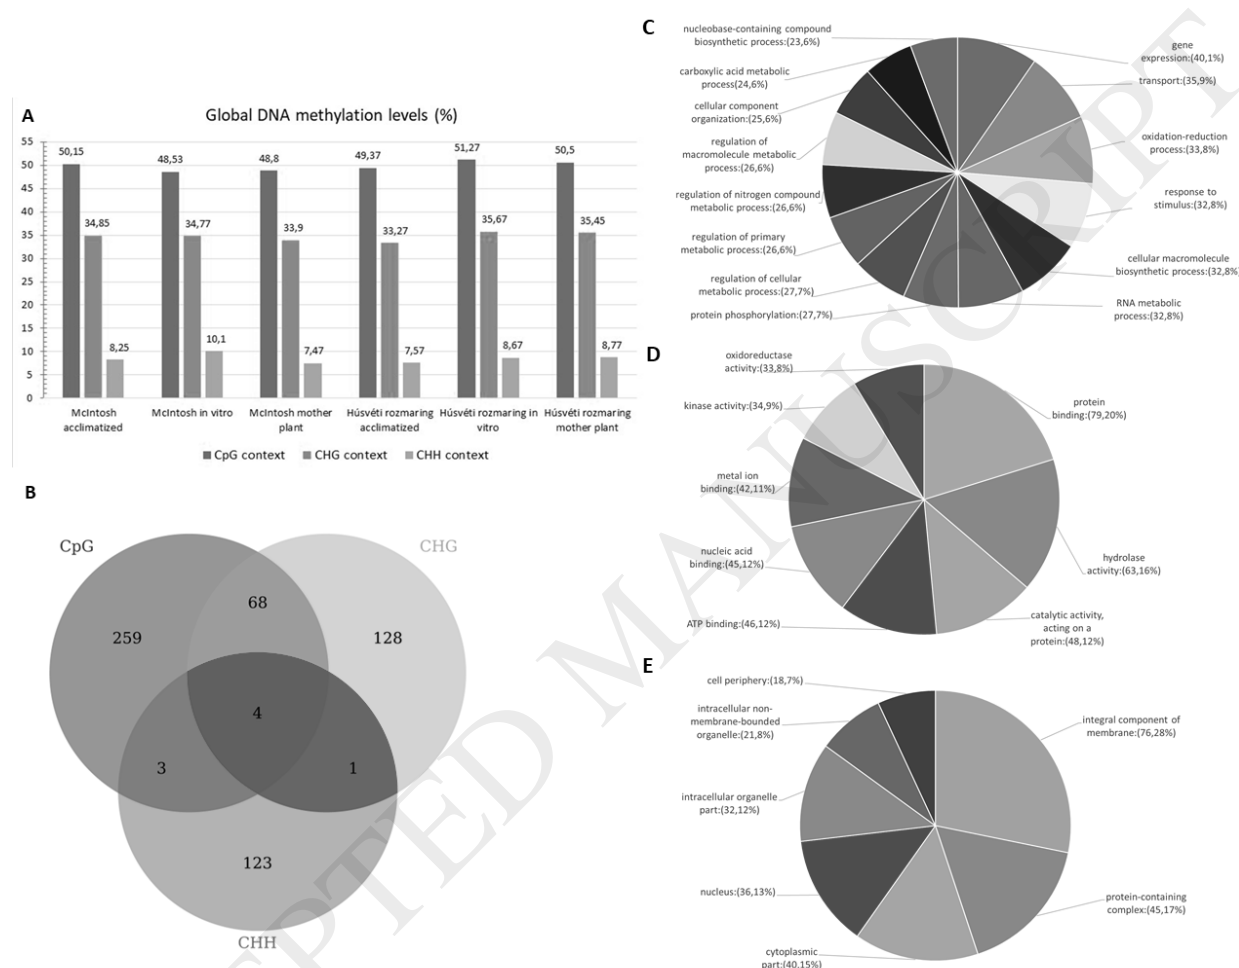 A
Global DNA methylation levels (%)
55
50
45
40
35
30
25
20
15
10
5
0
50,15
34,85
8,25
48,53
34,77
10,1
48,8
33,9
7,47
49,37
33,27
7,57
51,27
35,67
8,67
50,5
35,45
8,77
McIntosh
acclimatized
McIntosh in vitro
McIntosh mother
plant
Húsvéti rozmaring
acclimatized
Húsvéti rozmaring in
vitro
Húsvéti rozmaring
mother plant
CpG context
CHG context
CHH context
B
CpG
CHG
259
68
128
4
3
1
123
CHH
C
nucleobase-containing compound
biosynthetic process:(23,6%)
carboxylic acid metabolic
process(24,6%)
cellular component
organization:(25,6%)
regulation of
macromolecule metabolic
process:(26,6%)
regulation of nitrogen compound
metabolic process:(26,6%)
regulation of primary
metabolic process:(26,6%)
regulation of cellular
metabolic process:(27,7%)
protein phosphorylation:(27,7%)
gene
expression:(40,1%)
transport:(35,9%)
oxidation-reduction
process:(33,8%)
response to
stimulus:(32,8%)
cellular macromolecule
biosynthetic process:(32,8%)
RNA metabolic
process:(32,8%)
D
oxidoreductase
activity:(33,8%)
kinase activity:(34,9%)
metal ion
binding:(42,11%)
nucleic acid
binding:(45,12%)
ATP binding:(46,12%)
protein
binding:(79,20%)
hydrolase
activity:(63,16%)
catalytic activity,
acting on a
protein:(48,12%)
E
cell periphery:(18,7%)
intracellular non-
membrane-bounded
organelle:(21,8%)
intracellular organelle
part:(32,12%)
nucleus:(36,13%)
cytoplasmic
part:(40,15%)
integral component of
membrane:(76,28%)
protein-containing
complex:(45,17%)
PTED MANUSCRIPT